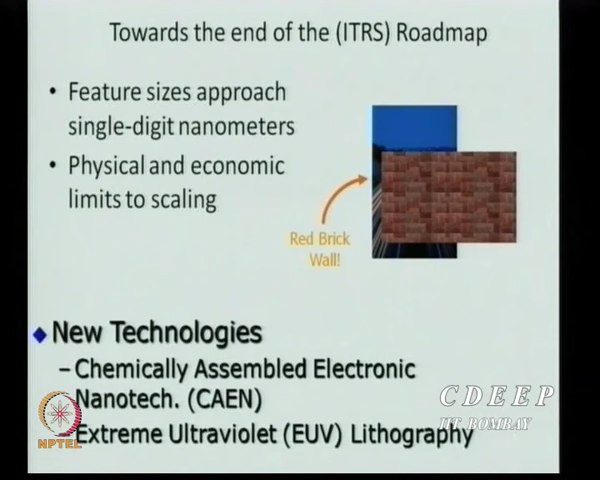 Towards the end of the (ITRS) Roadmap
• Feature sizes approach
single-digit nanometers
• Physical and economic
limits to scaling
Red Brick
Wall!
New Technologies
– Chemically Assembled Electronic
Nanotech. (CAEN)
– Extreme Ultraviolet (EUV) Lithography
NPTEL
CDEEP
IIT BOMBAY